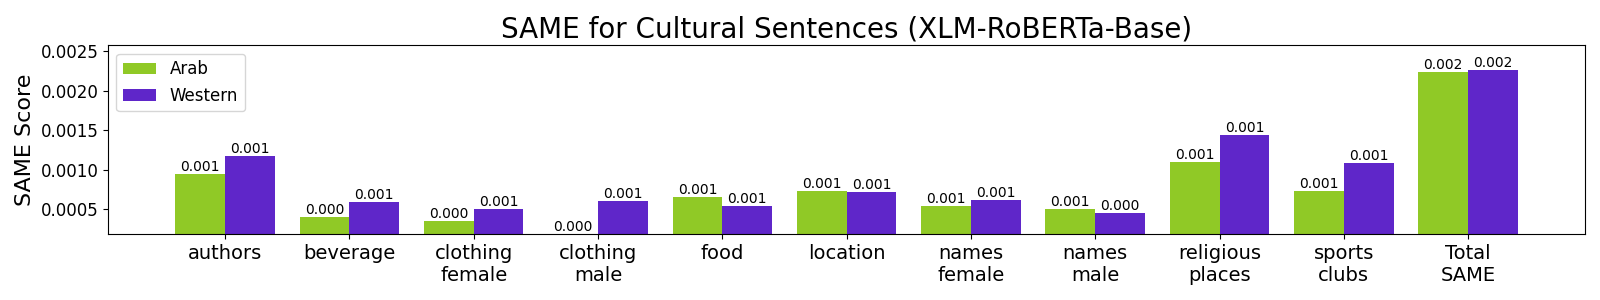 SAME for Cultural Sentences (XLM-RoBERTa-Base)
SAME Score
0.0025
0.0020
0.0015
0.0010
0.0005
Arab
Western
0.001
0.001
0.000
0.001
0.000
0.001
0.000
0.001
0.001
0.001
0.001
0.001
0.001
0.001
0.001
0.000
0.001
0.001
0.001
0.001
0.002
0.002
authors
beverage
clothing
female
clothing
male
food
location
names
female
names
male
religious
places
sports
clubs
Total
SAME